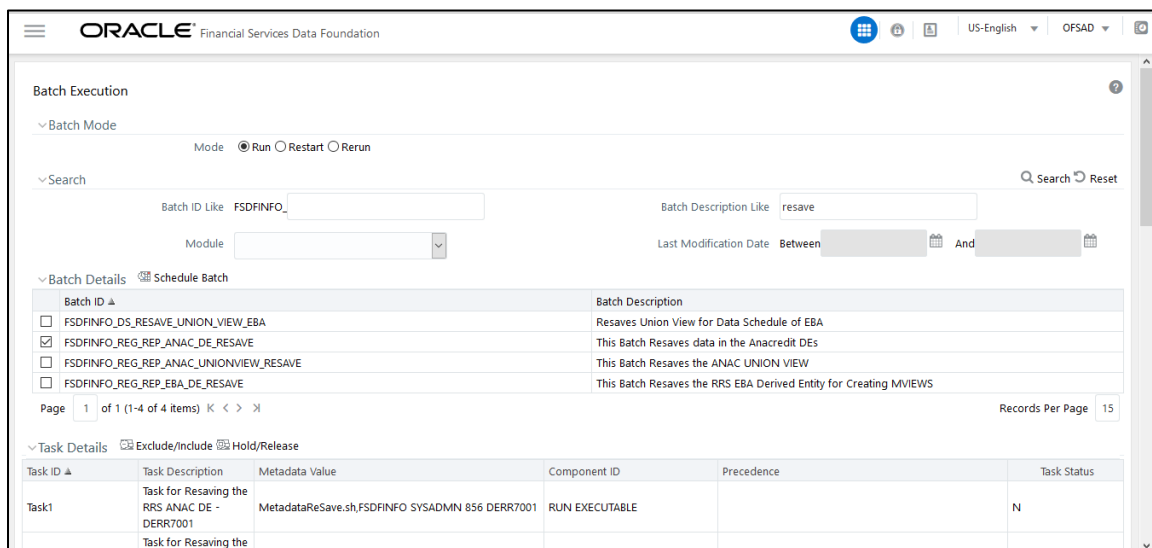 ORACLE® Financial Services Data Foundation
US-English
OFSAD
Batch Execution
Batch Mode
Mode Run Restart Rerun
Search
Search Reset
Batch ID Like FSDFINFO_
Batch Description Like resave
Module
Last Modification Date Between And
Batch Details Schedule Batch
Batch ID Batch Description
FSDFINFO_DS_RESAVE_UNION_VIEW_EBA Resaves Union View for Data Schedule of EBA
FSDFINFO_REG_REP_ANAC_DE_RESAVE This Batch Resaves data in the Anacredit DEs
FSDFINFO_REG_REP_ANAC_UNIONVIEW_RESAVE This Batch Resaves the ANAC UNION VIEW
FSDFINFO_REG_REP_EBA_DE_RESAVE This Batch Resaves the RRS EBA Derived Entity for Creating MVIEWS
Page 1 of 1 (1-4 of 4 items) Records Per Page 15
Task Details Exclude/Include Hold/Release
Task ID Task Description Metadata Value Component ID Precedence Task Status
Task for Resaving the
Task1 RRS ANAC DE - MetadataReSave.sh,FSDFINFO SYSADMN 856 DERR7001 RUN EXECUTABLE N
DERR7001
Task for Resaving the